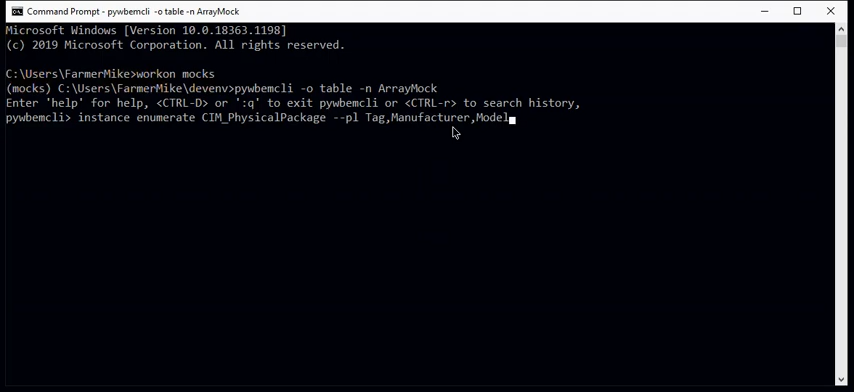 Command Prompt - pywbemcli -o table -n ArrayMock
Microsoft Windows [Version 10.0.18363.1198]
(c) 2019 Microsoft Corporation. All rights reserved.
C:\Users\FarmerMike>workon mocks
(mocks) C:\Users\FarmerMike\devenv>pywbemcli -o table -n ArrayMock
Enter 'help' for help, <CTRL-D> or ':q' to exit pywbemcli or <CTRL-r> to search history,
pywbemcli> instance enumerate CIM_PhysicalPackage --pl Tag,Manufacturer,Model